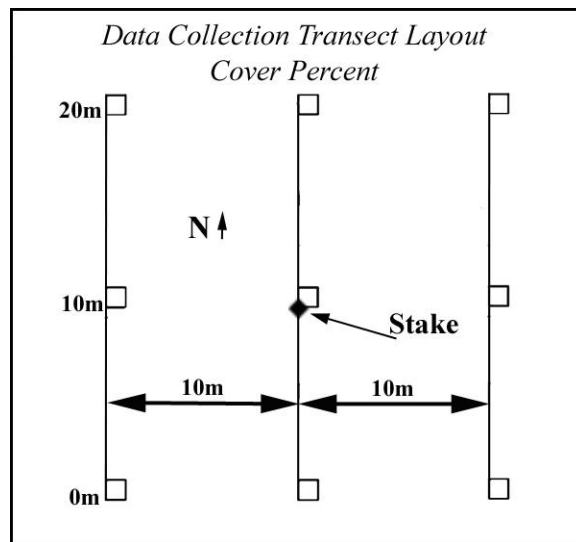 Data Collection Transect Layout
Cover Percent
20m
N
10m
Stake
10m
10m
0m